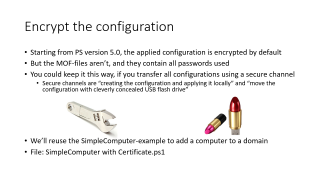 Encrypt the configuration
• Starting from PS version 5.0, the applied configuration is encrypted by default
• But the MOF-files aren't, and they contain all passwords used
• You could keep it this way, if you transfer all configurations using a secure channel
• Secure channels are "creating the configuration and applying it locally" and "move the
configuration with cleverly concealed USB flash drive"
• We'll reuse the SimpleComputer-example to add a computer to a domain
• File: SimpleComputer with Certificate.ps1